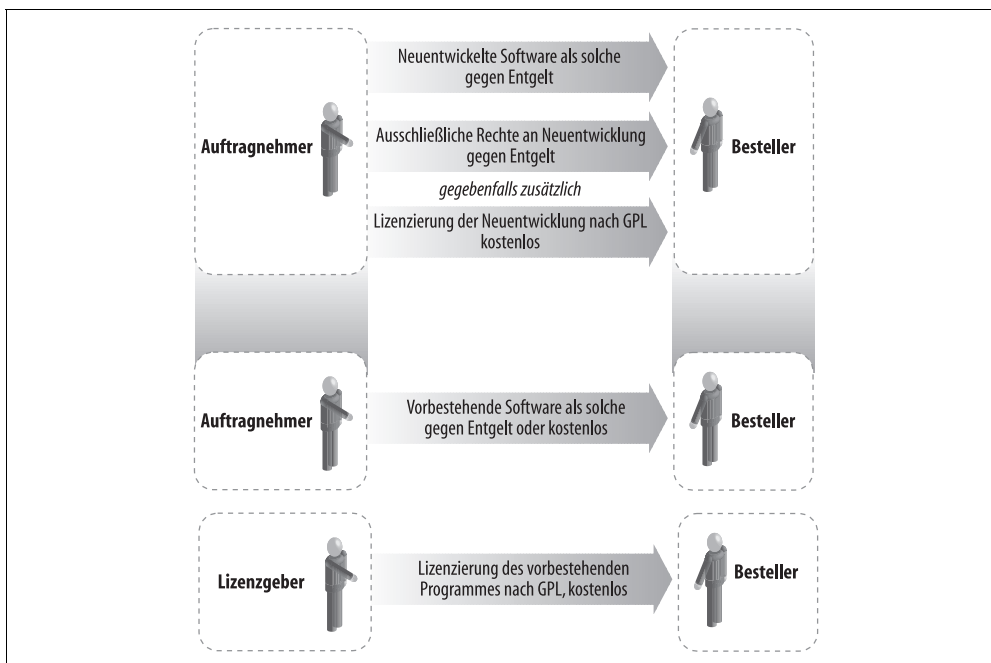 Neuentwickelte Software als solche
gegen Entgelt
Auftragnehmer
Ausschließliche Rechte an Neuentwicklung
gegen Entgelt
Besteller
gegebenfalls zusätzlich
Lizenzierung der Neuentwicklung nach GPL
kostenlos
Auftragnehmer
Vorbestehende Software als solche
gegen Entgelt oder kostenlos
Besteller
Lizenzgeber
Lizenzierung des vorbestehenden
Programmes nach GPL, kostenlos
Besteller